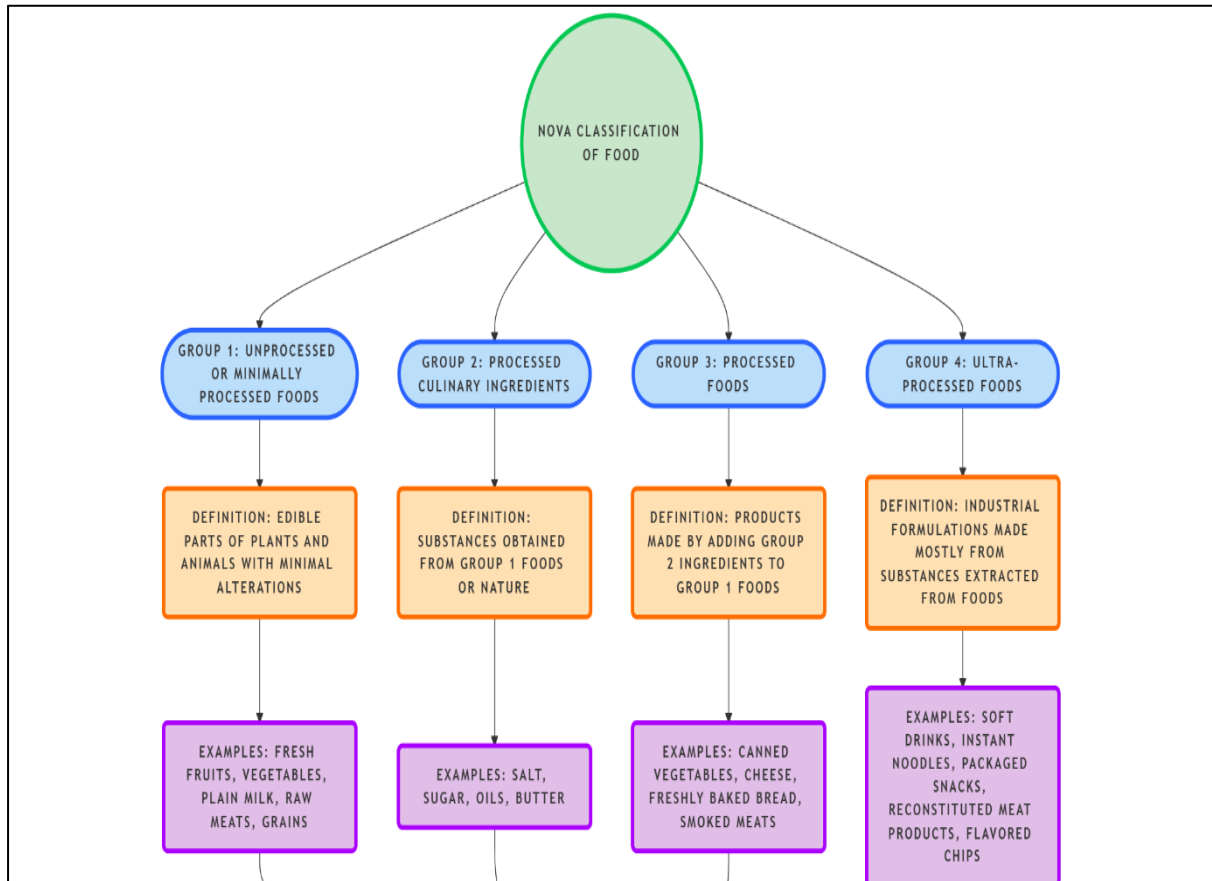 NOVA CLASSIFICATION
OF FOOD
GROUP 1: UNPROCESSED
OR MINIMALLY
PROCESSED FOODS
GROUP 2: PROCESSED
CULINARY INGREDIENTS
GROUP 3: PROCESSED
FOODS
GROUP 4: ULTRA-
PROCESSED FOODS
DEFINITION: EDIBLE
PARTS OF PLANTS AND
ANIMALS WITH MINIMAL
ALTERATIONS
DEFINITION:
SUBSTANCES OBTAINED
FROM GROUP 1 FOODS
OR NATURE
DEFINITION: PRODUCTS
MADE BY ADDING GROUP
2 INGREDIENTS TO
GROUP 1 FOODS
DEFINITION: INDUSTRIAL
FORMULATIONS MADE
MOSTLY FROM
SUBSTANCES EXTRACTED
FROM FOODS
EXAMPLES: FRESH
FRUITS, VEGETABLES,
PLAIN MILK, RAW
MEATS, GRAINS
EXAMPLES: SALT,
SUGAR, OILS, BUTTER
EXAMPLES: CANNED
VEGETABLES, CHEESE,
FRESHLY BAKED BREAD,
SMOKED MEATS
EXAMPLES: SOFT
DRINKS, INSTANT
NOODLES, PACKAGED
SNACKS,
RECONSTITUTED MEAT
PRODUCTS, FLAVORED
CHIPS